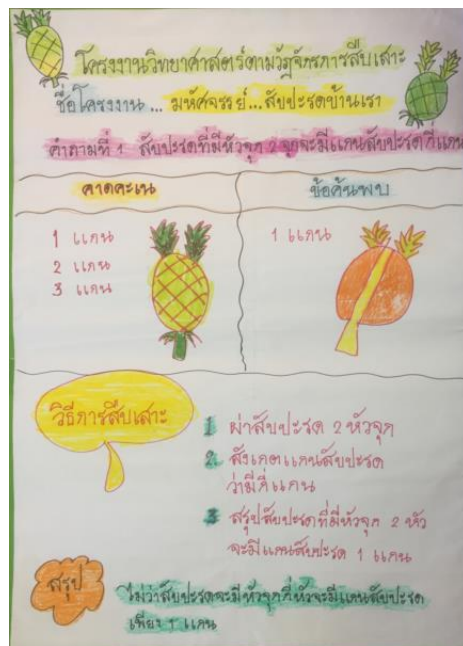 โครงงานวิทยาศาสตร์ตามวัฏจักรการสืบเสาะ
ชื่อโครงงาน... มหัศจรรย์...สับปะรดบ้านเรา
คำถามที่ 1 สับปะรดที่มีหัวจุก 2 จุกจะมีแกนสับปะรดกี่แกน
คาดคะเน
1 แกน
2 แกน
3 แกน
ข้อค้นพบ
1 แกน
วิธีการสืบเสาะ
1 ผ่าสับปะรด 2 หัวจุก
2. สังเกตแกนสับปะรด
ว่ามีกี่แกน
3 สรุปสับปะรดที่มีหัวจุก 2 หัว
จะมีแกนสับปะรด 1 แกน
สรุป
ไม่ว่าสับปะรดจะมีหัวจุกกี่หัวจะมีแกนสับปะรด
เพียง 1 แกน